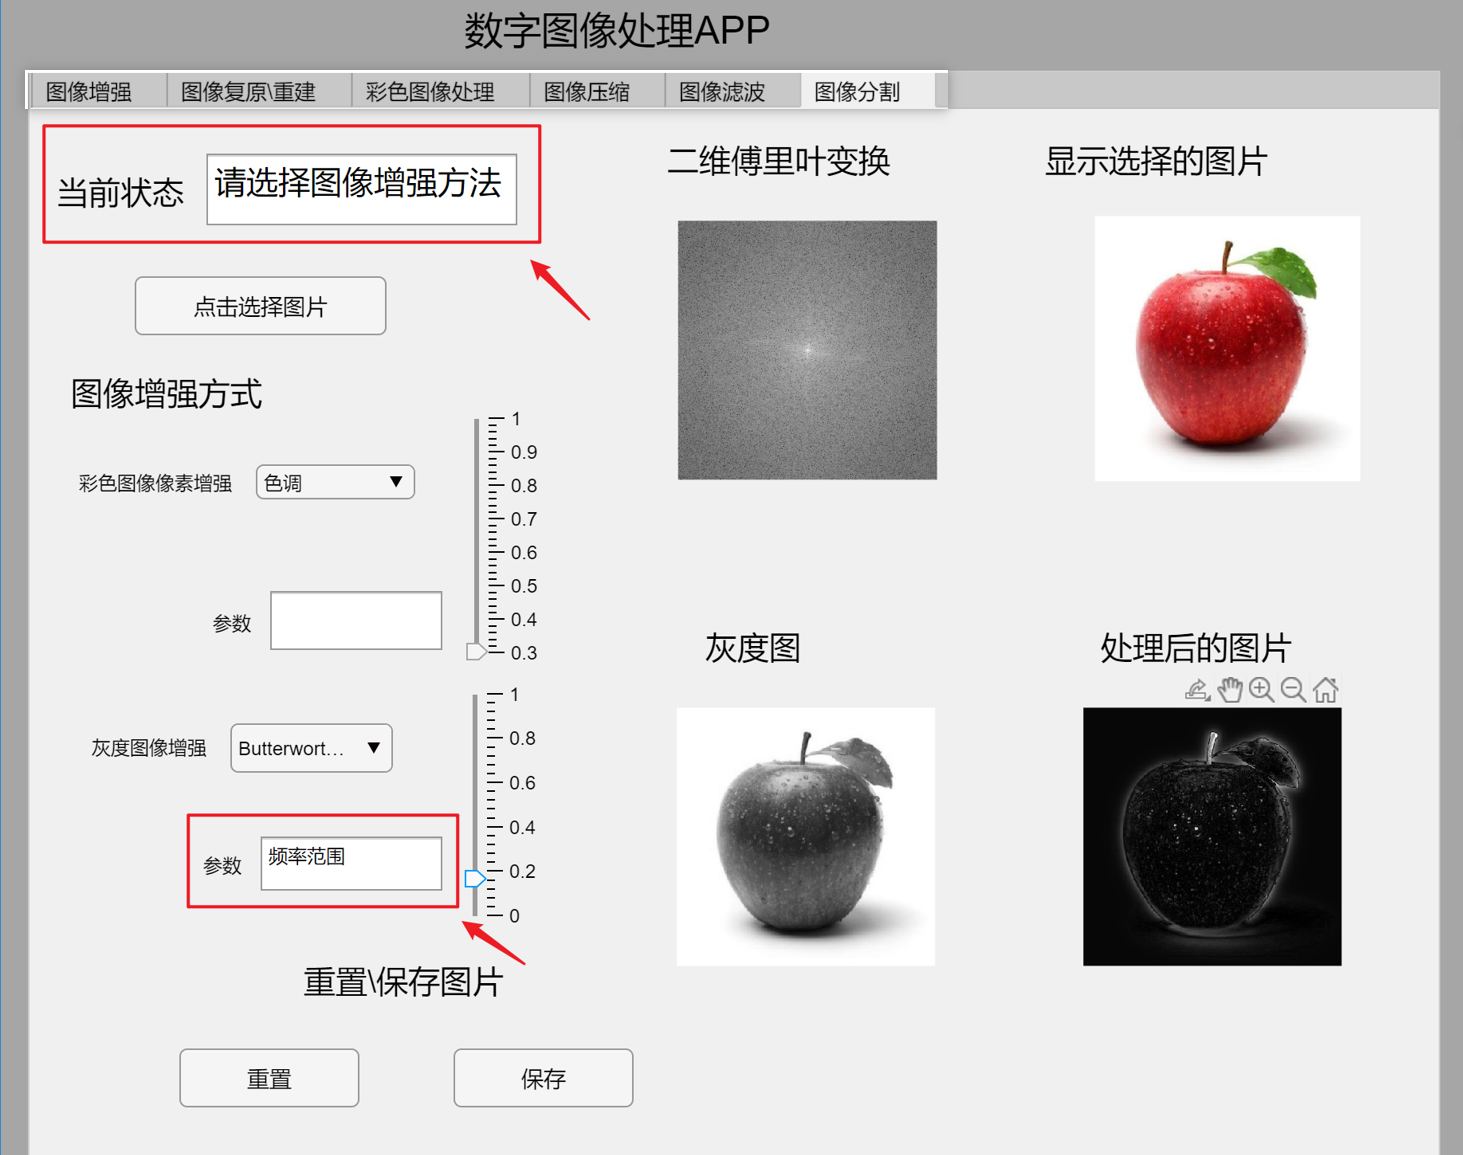 数字图像处理APP
图像增强 图像复原\重建 彩色图像处理 图像压缩 图像滤波 图像分割
当前状态 请选择图像增强方法
点击选择图片
图像增强方式
彩色图像像素增强 色调
参数
1
0.9
0.8
0.7
0.6
0.5
0.4
0.3
灰度图像增强 Butterwort...
参数 频率范围
1
0.8
0.6
0.4
0.2
0
重置\保存图片
重置 保存
二维傅里叶变换 显示选择的图片
灰度图 处理后的图片